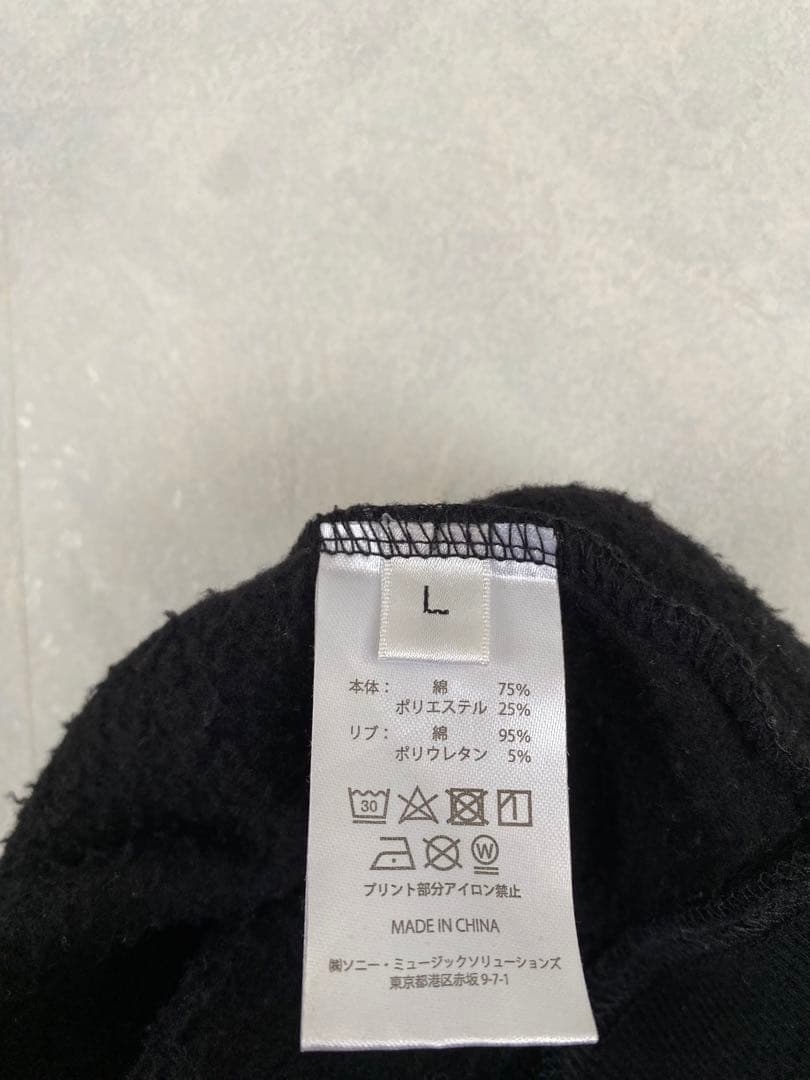 L
本体： 綿 75%
ポリエステル 25%
リブ： 綿 95%
ポリウレタン 5%
30
W
プリント部分アイロン禁止
MADE IN CHINA
㈱ソニー・ミュージックソリューションズ
東京都港区赤坂 9-7-1